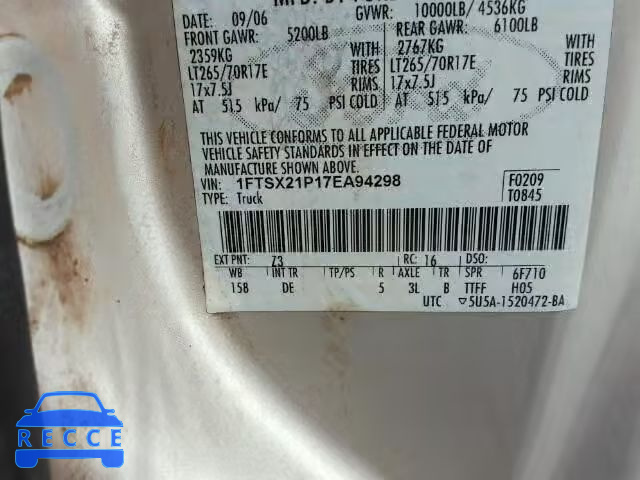 MFD. BY FORD
DATE: 09/06 GVWR: 10000LB/ 4536KG
FRONT GAWR: 5200LB REAR GAWR: 6100LB
2359KG WITH 2767KG WITH
LT265/70R17E TIRES LT265/70R17E TIRES
17x7.5J RIMS 17x7.5J RIMS
AT 515 kPa/ 75 PSI COLD AT 515 kPa/ 75 PSI COLD
THIS VEHICLE CONFORMS TO ALL APPLICABLE FEDERAL MOTOR
VEHICLE SAFETY STANDARDS IN EFFECT ON THE DATE OF
MANUFACTURE SHOWN ABOVE.
VIN: 1FTSX21P17EA94298 F0209
TYPE: Truck T0845
EXT PNT: Z3 RC: 16 DSO:
WB INT TR TP/PS R AXLE TR SPR 6F710
158 DE 5 3L B TTFF H05
UTC ▽5U5A-1520472-BA
RECCE